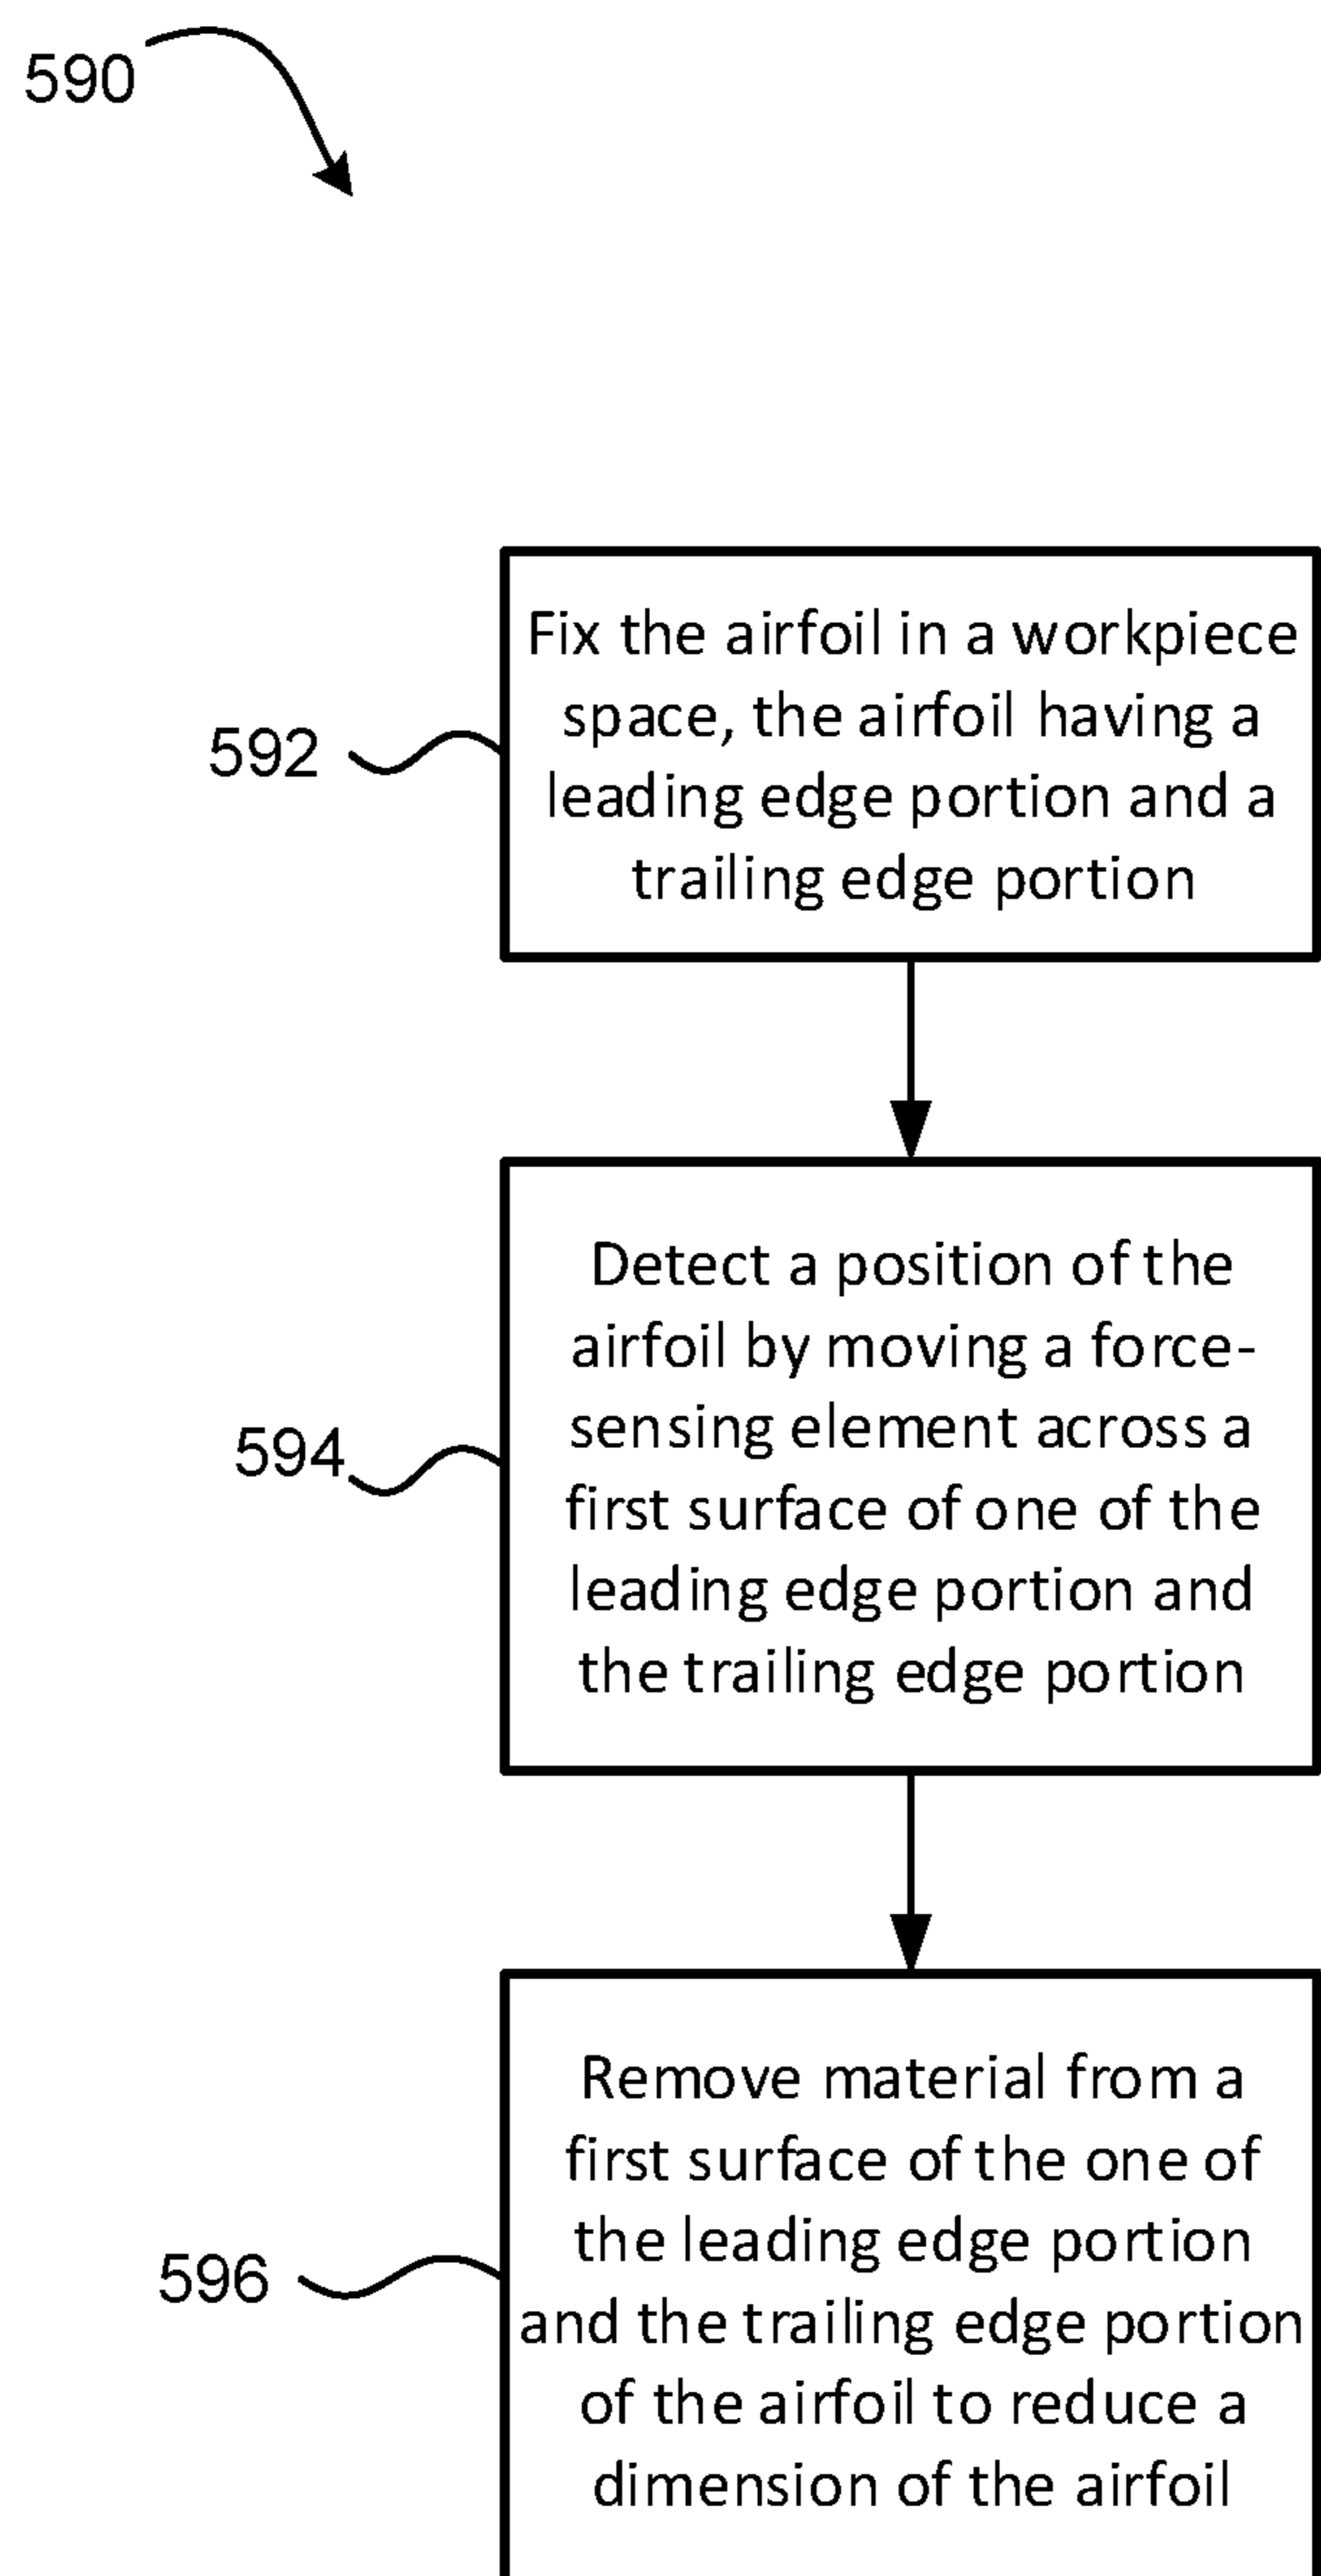 590
592
Fix the airfoil in a workpiece
space, the airfoil having a
leading edge portion and a
trailing edge portion
594
Detect a position of the
airfoil by moving a force-
sensing element across a
first surface of one of the
leading edge portion and
the trailing edge portion
596
Remove material from a
first surface of the one of
the leading edge portion
and the trailing edge portion
of the airfoil to reduce a
dimension of the airfoil